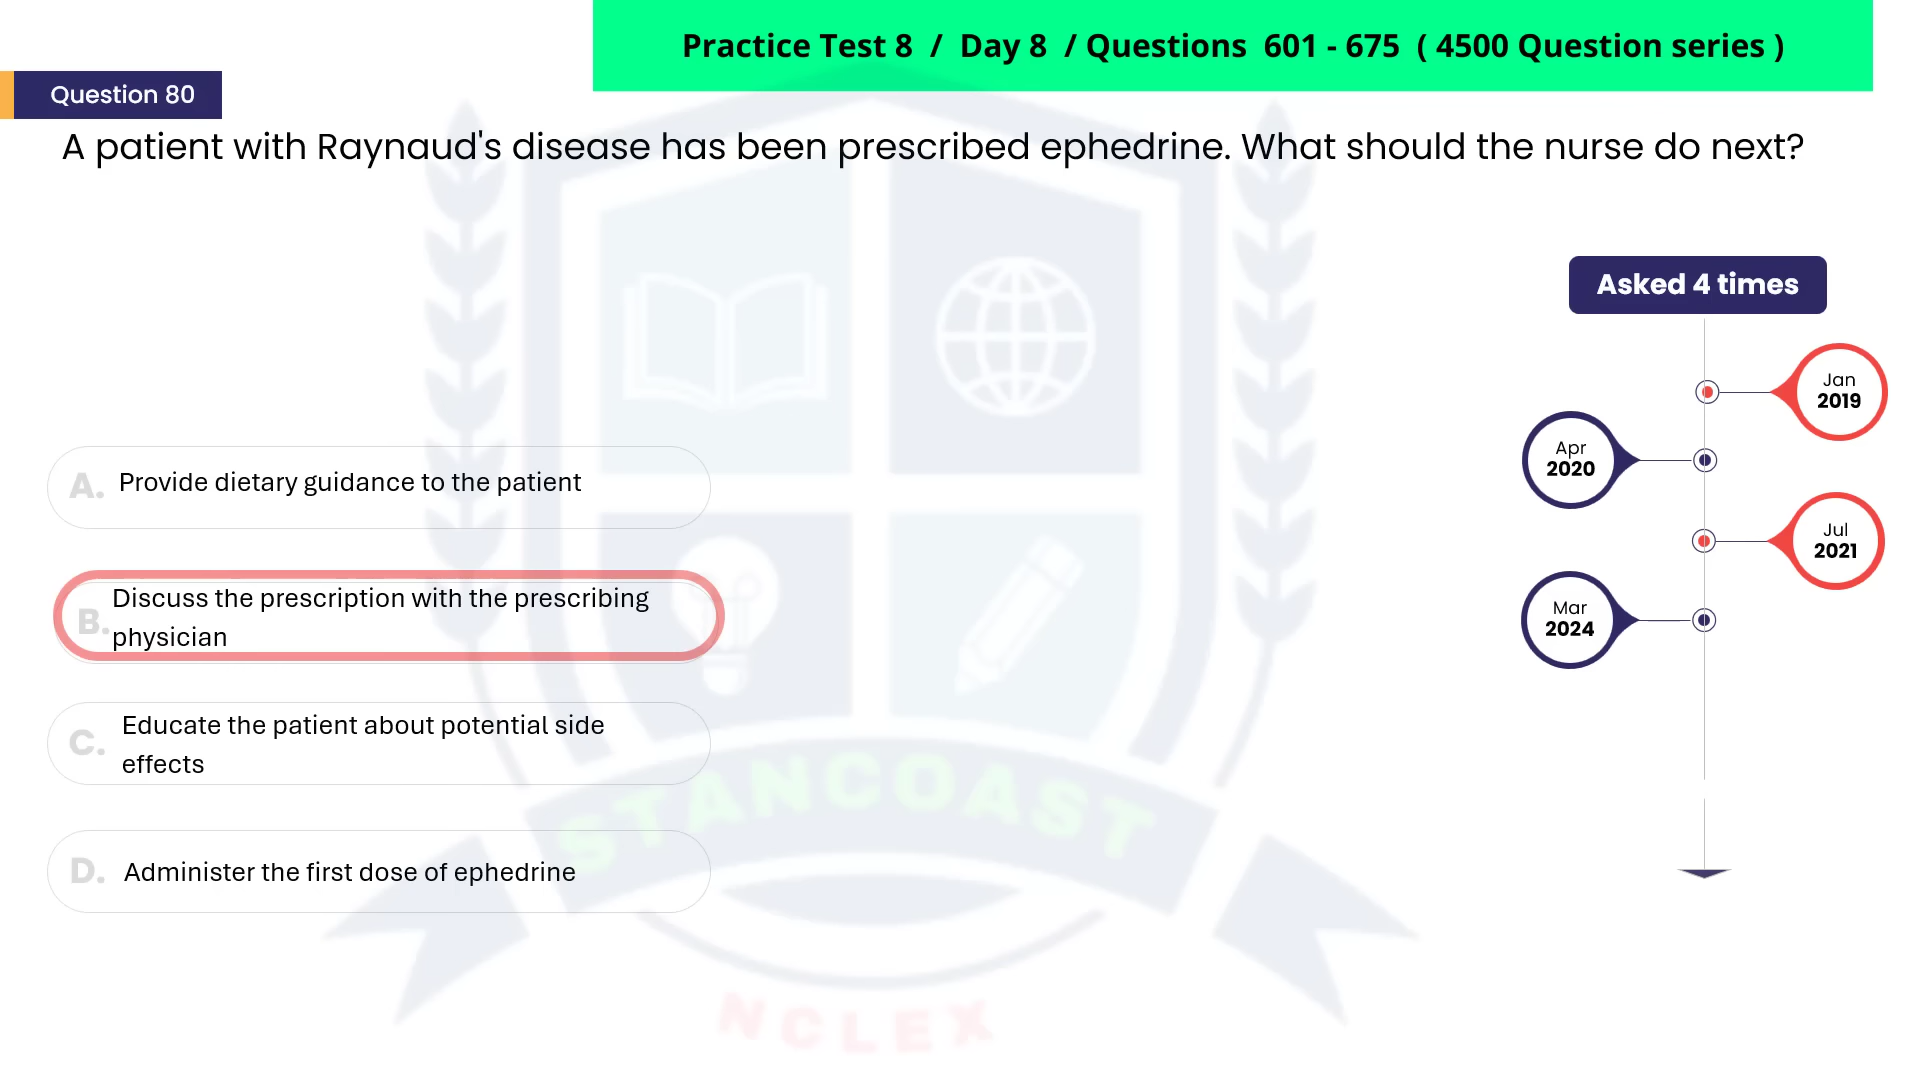 Practice Test 8 / Day 8 / Questions 601 - 675 ( 4500 Question series )
Question 80
A patient with Raynaud's disease has been prescribed ephedrine. What should the nurse do next?
Asked 4 times
Jan
2019
Apr
2020
Jul
2021
Mar
2024
A. Provide dietary guidance to the patient
B. Discuss the prescription with the prescribing
physician
C. Educate the patient about potential side
effects
D. Administer the first dose of ephedrine
STANCOAST
NCLEX